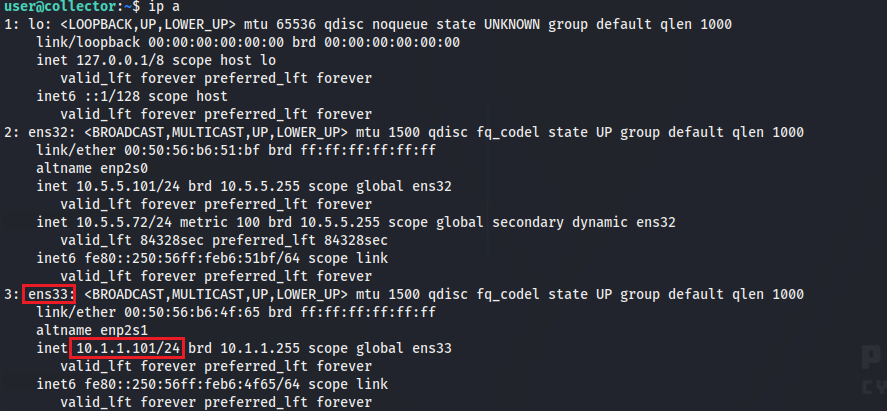 user@collector:~$ ip a
1: lo: <LOOPBACK,UP,LOWER_UP> mtu 65536 qdisc noqueue state UNKNOWN group default qlen 1000
    link/loopback 00:00:00:00:00:00 brd 00:00:00:00:00:00
    inet 127.0.0.1/8 scope host lo
       valid_lft forever preferred_lft forever
    inet6 ::1/128 scope host
       valid_lft forever preferred_lft forever
2: ens32: <BROADCAST,MULTICAST,UP,LOWER_UP> mtu 1500 qdisc fq_codel state UP group default qlen 1000
    link/ether 00:50:56:b6:51:bf brd ff:ff:ff:ff:ff:ff
    altname enp2s0
    inet 10.5.5.101/24 brd 10.5.5.255 scope global ens32
       valid_lft forever preferred_lft forever
    inet 10.5.5.72/24 metric 100 brd 10.5.5.255 scope global secondary dynamic ens32
       valid_lft 84328sec preferred_lft 84328sec
    inet6 fe80::250:56ff:feb6:51bf/64 scope link
       valid_lft forever preferred_lft forever
3: ens33: <BROADCAST,MULTICAST,UP,LOWER_UP> mtu 1500 qdisc fq_codel state UP group default qlen 1000
    link/ether 00:50:56:b6:4f:65 brd ff:ff:ff:ff:ff:ff
    altname enp2s1
    inet 10.1.1.101/24 brd 10.1.1.255 scope global ens33
       valid_lft forever preferred_lft forever
    inet6 fe80::250:56ff:feb6:4f65/64 scope link
       valid_lft forever preferred_lft forever